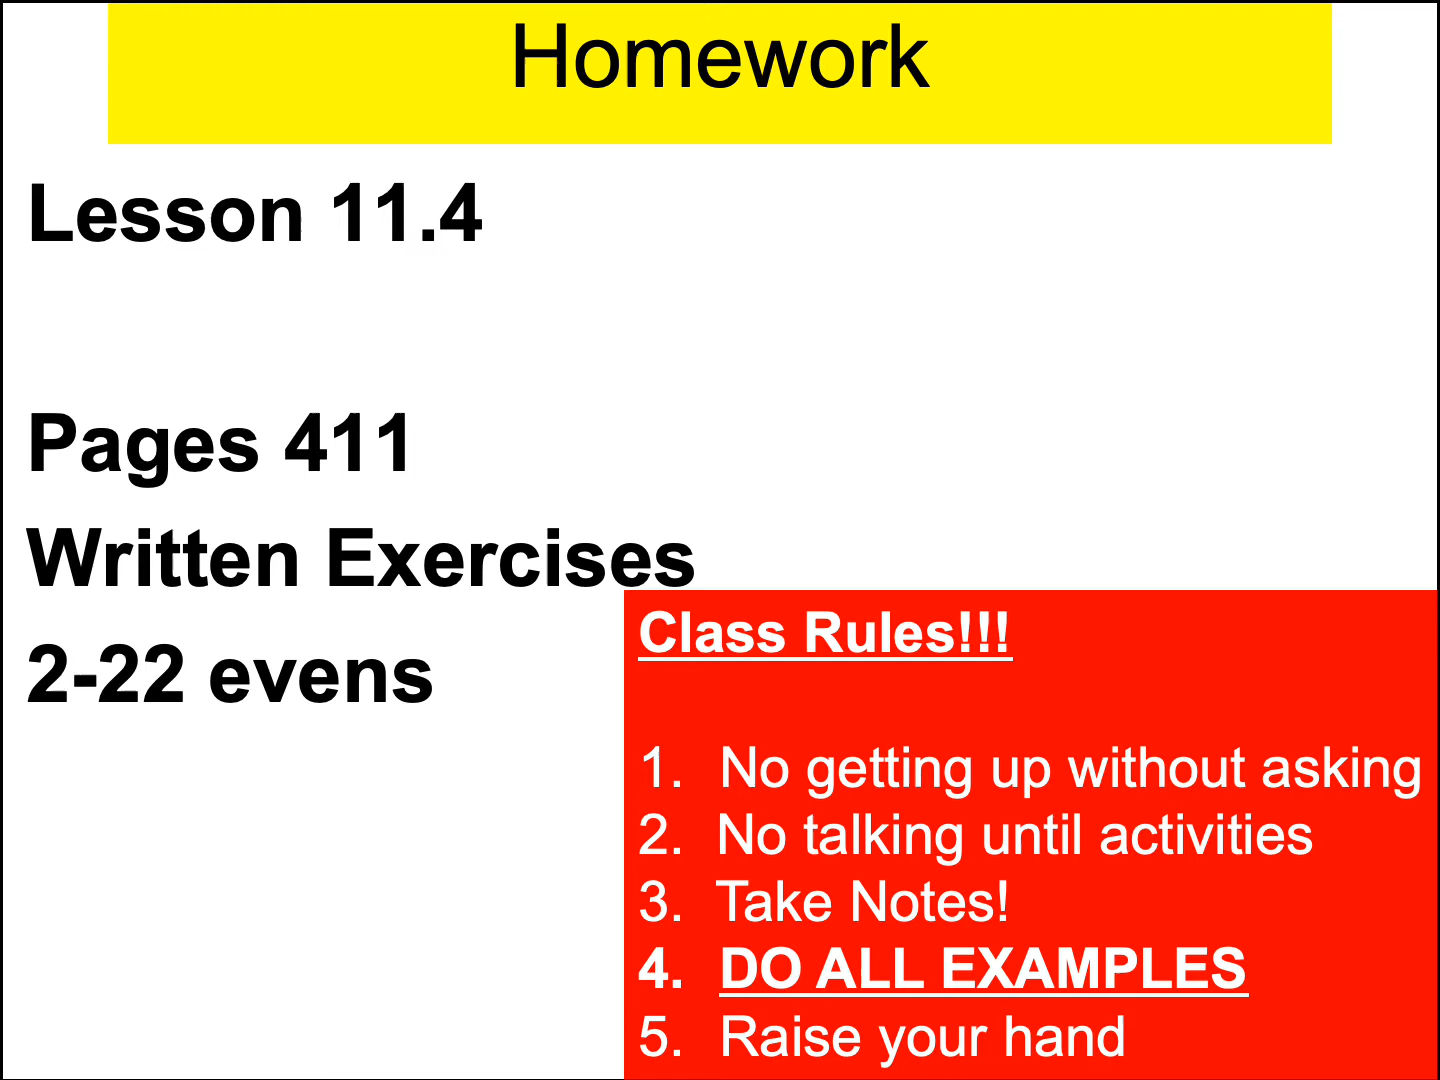 Homework
Lesson 11.4
Pages 411
Written Exercises
2-22 evens
Class Rules!!!
1. No getting up without asking
2. No talking until activities
3. Take Notes!
4. DO ALL EXAMPLES
5. Raise your hand